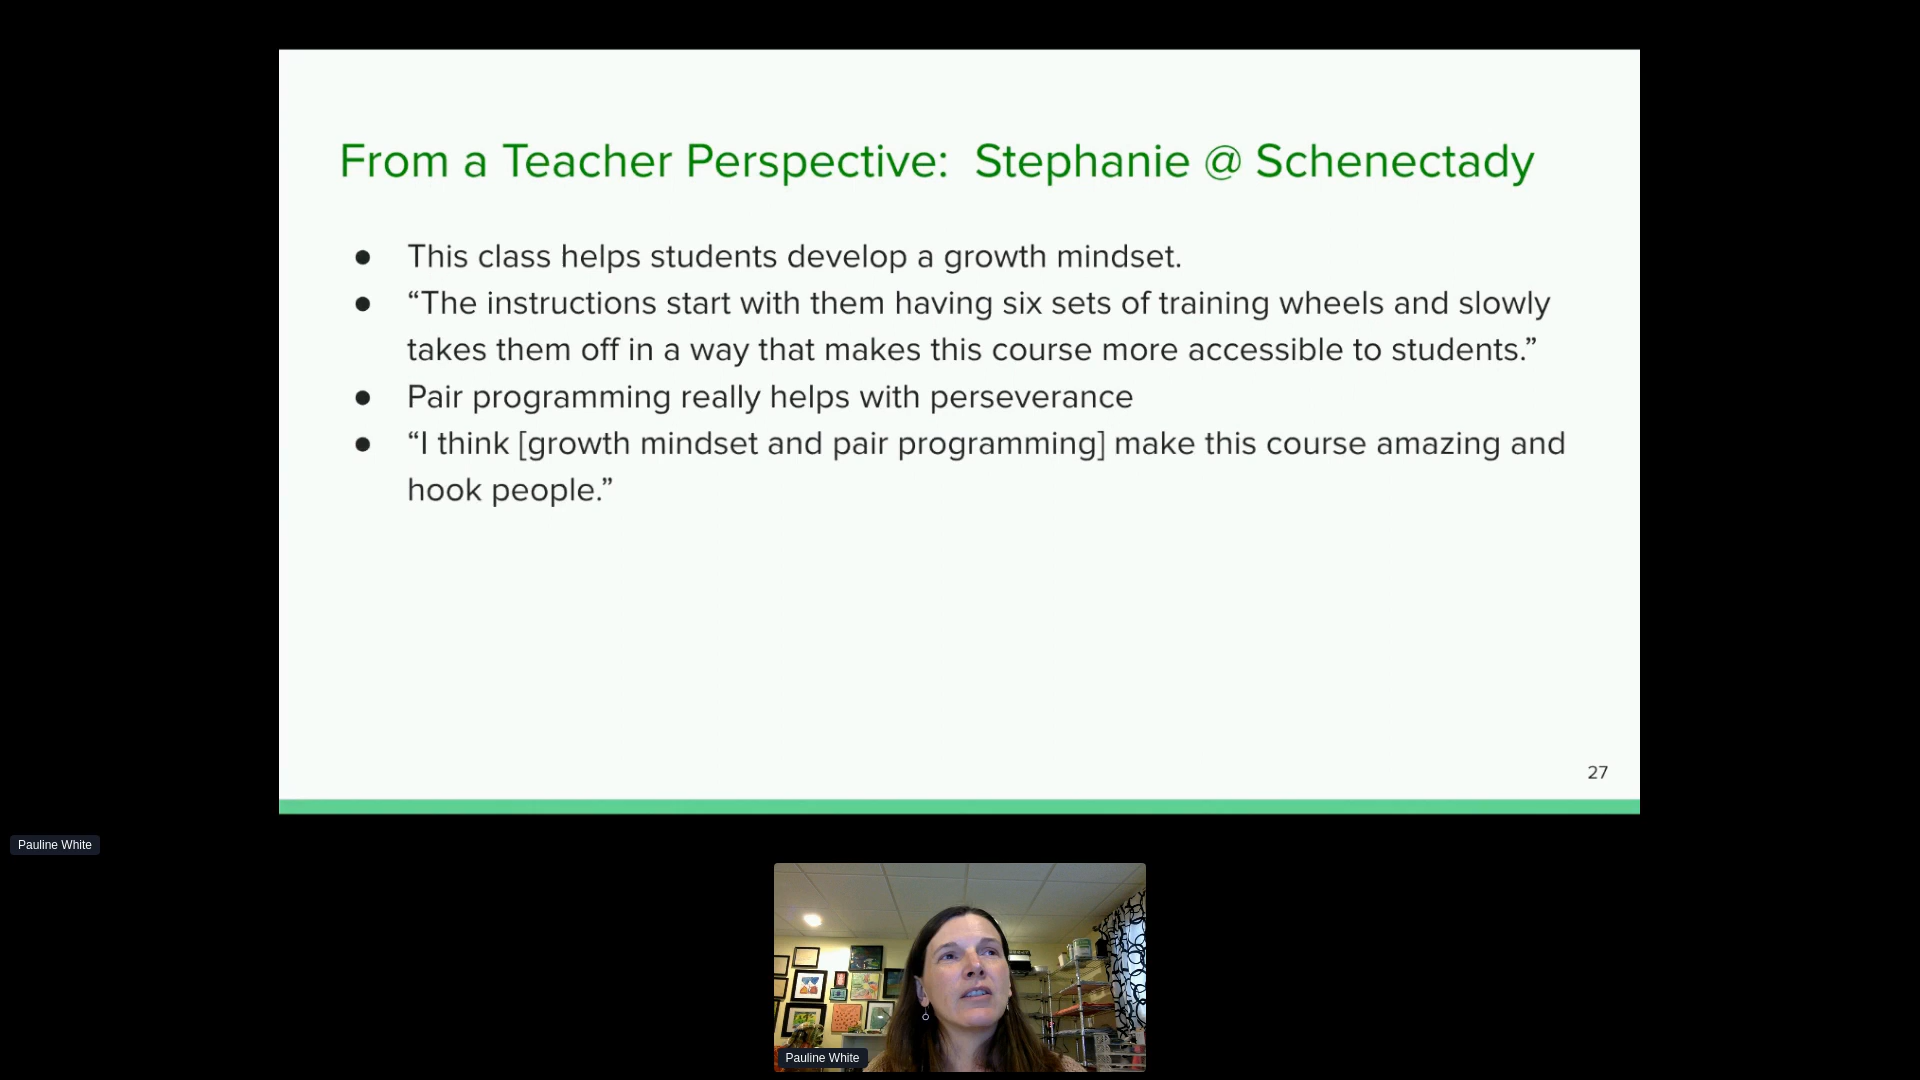 From a Teacher Perspective:  Stephanie @ Schenectady
● This class helps students develop a growth mindset.
● “The instructions start with them having six sets of training wheels and slowly
takes them off in a way that makes this course more accessible to students.”
● Pair programming really helps with perseverance
● “I think [growth mindset and pair programming] make this course amazing and
hook people.”
27
Pauline White
Pauline White